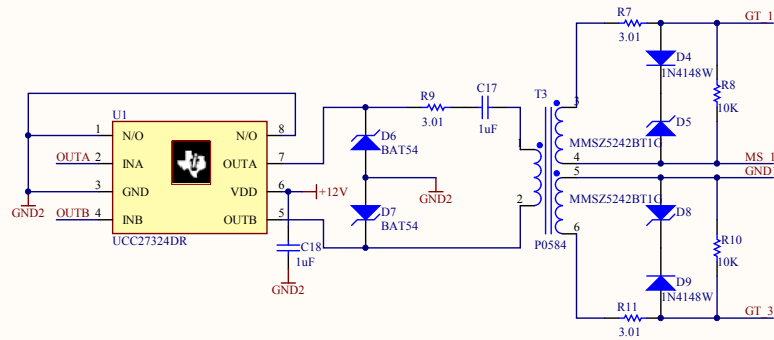 R7
3.01
GT_1
D4
1N4148W
R8
10K
D5
MMSZ5242BT1G
MS_1
GND
T3
3
4
5
6
1
2
P0584
MMSZ5242BT1G
D8
R10
10K
D9
1N4148W
R11
3.01
GT_3
C17
1uF
R9
3.01
D6
BAT54
GND2
D7
BAT54
U1
1 N/O N/O 8
OUTA 2 INA OUTA 7
3 GND VDD 6 +12V
GND2
OUTB 4 INB OUTB 5
UCC27324DR
C18
1uF
GND2